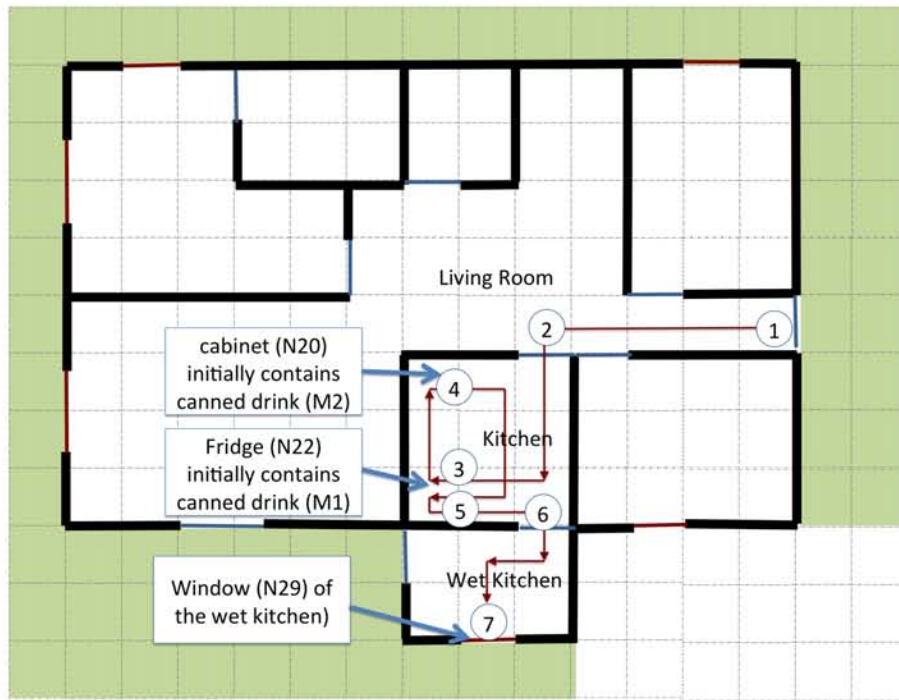 Living Room
1
2
cabinet (N20)
initially contains
canned drink (M2)
4
Kitchen
Fridge (N22)
initially contains
canned drink (M1)
3
5
6
Wet Kitchen
Window (N29) of
the wet kitchen)
7